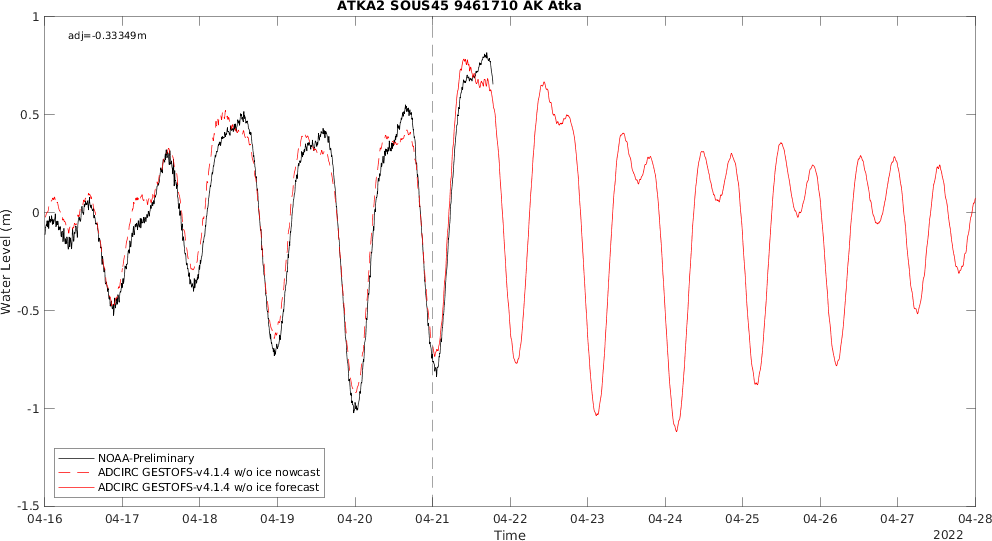 ATKA2 SOUS45 9461710 AK Atka
adj=-0.33349m
1
0.5
0
-0.5
-1
-1.5
Water Level (m)
NOAA-Preliminary
ADCIRC GESTOFS-v4.1.4 w/o ice nowcast
ADCIRC GESTOFS-v4.1.4 w/o ice forecast
04-16 04-17 04-18 04-19 04-20 04-21 04-22 04-23 04-24 04-25 04-26 04-27 04-28
Time
2022